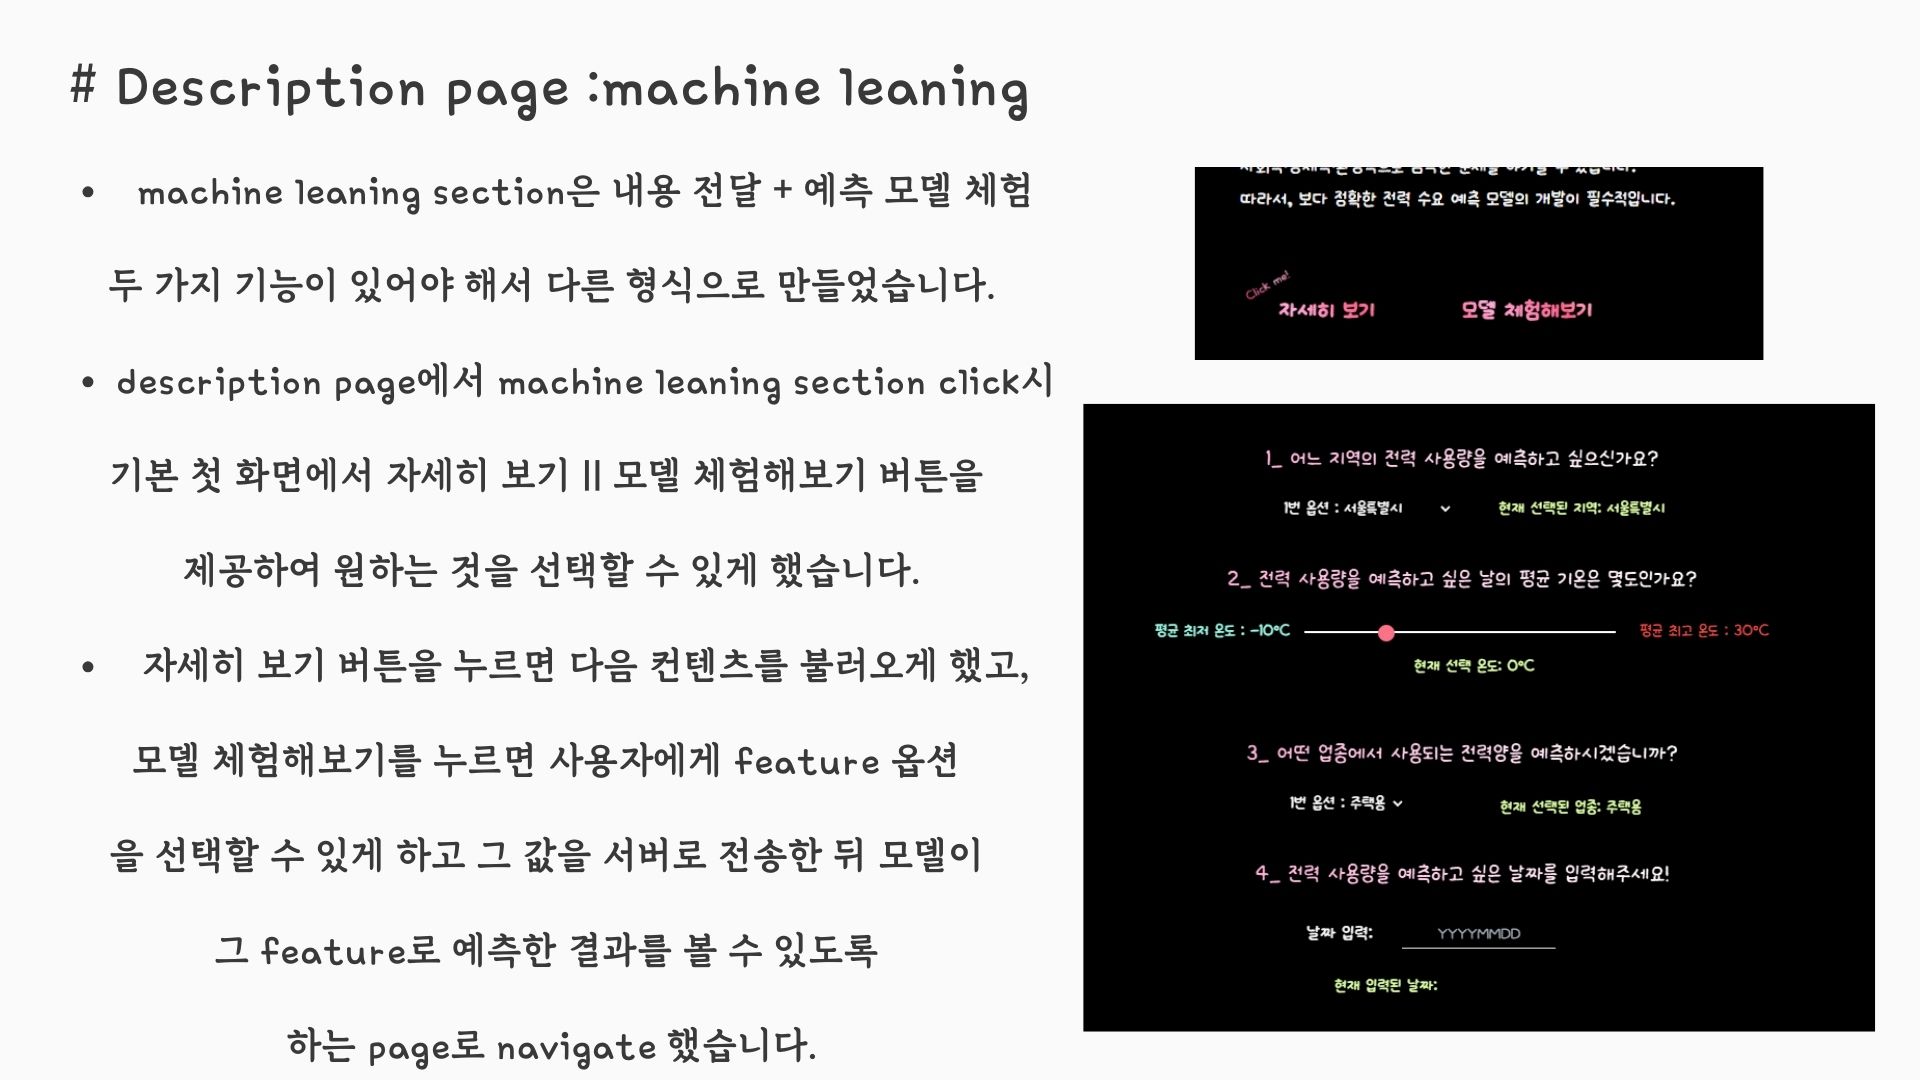 # Description page :machine leaning
• machine leaning section은 내용 전달 + 예측 모델 체험
두 가지 기능이 있어야 해서 다른 형식으로 만들었습니다.
• description page에서 machine leaning section click시
기본 첫 화면에서 자세히 보기 || 모델 체험해보기 버튼을
제공하여 원하는 것을 선택할 수 있게 했습니다.
• 자세히 보기 버튼을 누르면 다음 컨텐츠를 불러오게 했고,
모델 체험해보기를 누르면 사용자에게 feature 옵션
을 선택할 수 있게 하고 그 값을 서버로 전송한 뒤 모델이
그 feature로 예측한 결과를 볼 수 있도록
하는 page로 navigate 했습니다.
따라서, 보다 정확한 전력 수요 예측 모델의 개발이 필수적입니다.
Click me!
자세히 보기 모델 체험해보기
1_ 어느 지역의 전력 사용량을 예측하고 싶으신가요?
1번 옵션 : 서울특별시 현재 선택된 지역: 서울특별시
2_ 전력 사용량을 예측하고 싶은 날의 평균 기온은 몇도인가요?
평균 최저 온도 : -10°C 평균 최고 온도 : 30°C
현재 선택 온도: 0°C
3_ 어떤 업종에서 사용되는 전력양을 예측하시겠습니까?
1번 옵션 : 주택용 현재 선택된 업종: 주택용
4_ 전력 사용량을 예측하고 싶은 날짜를 입력해주세요!
날짜 입력: YYYYMMDD
현재 입력된 날짜: